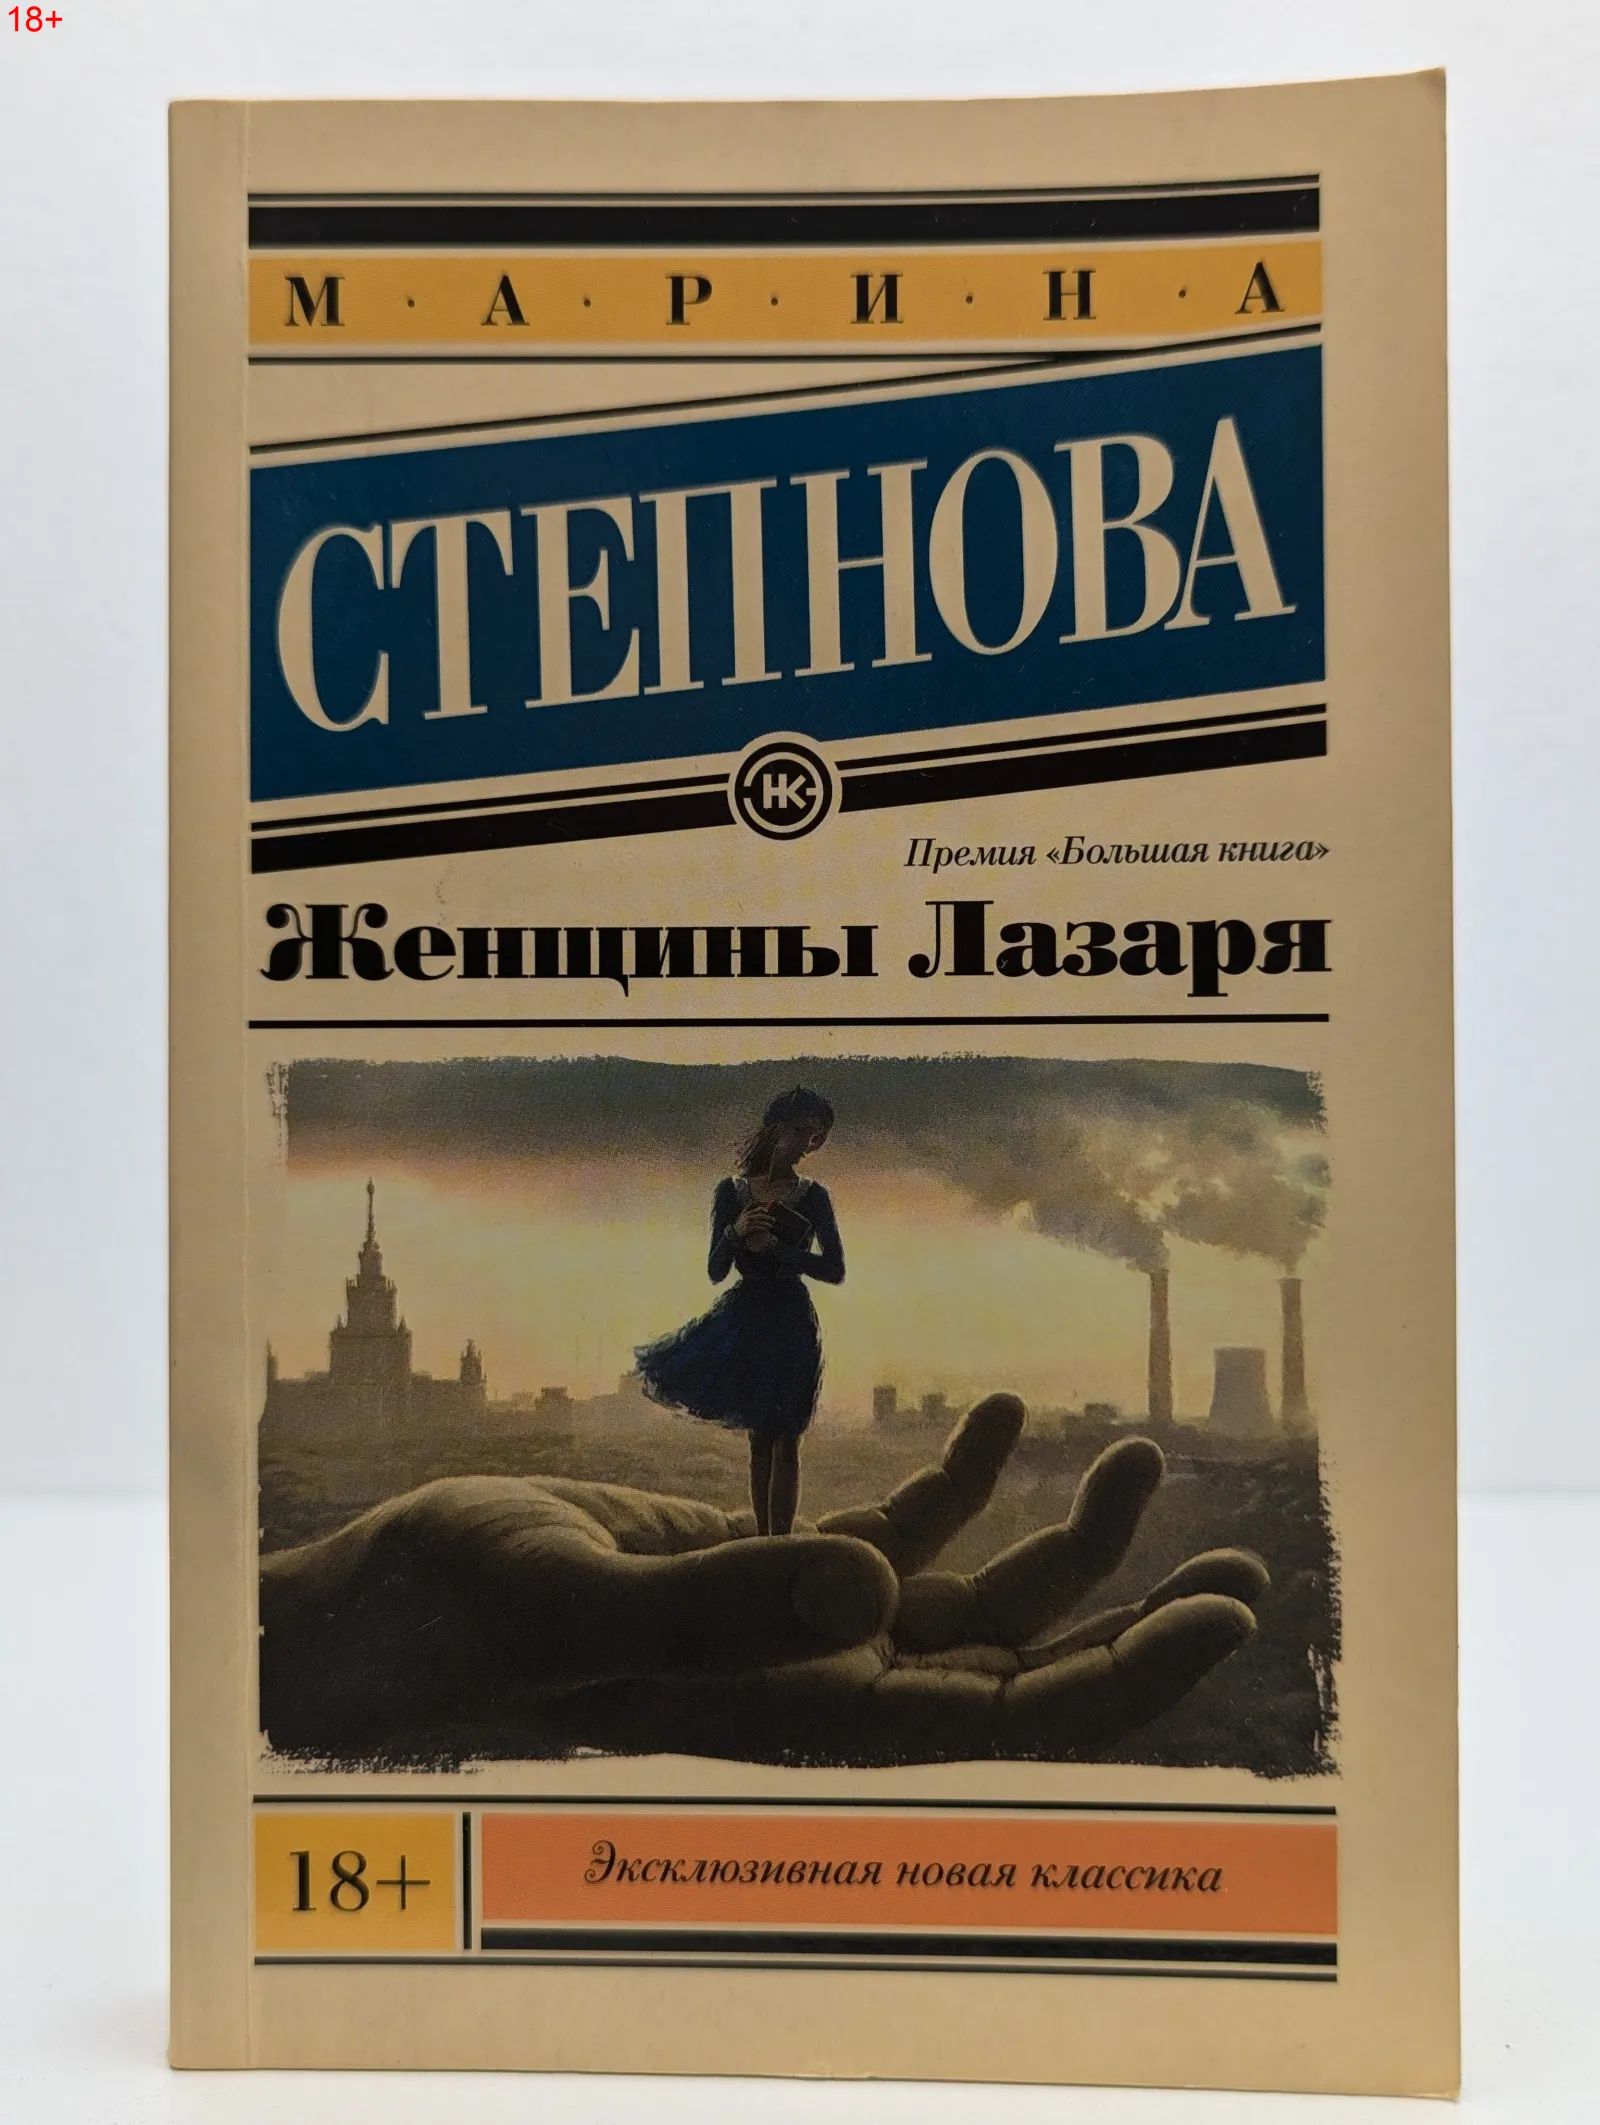 18+
М·А·Р·И·Н·А
СТЕПНОВА
НК
Премия «Большая книга»
Женщины Лазаря
18+
Эксклюзивная новая классика